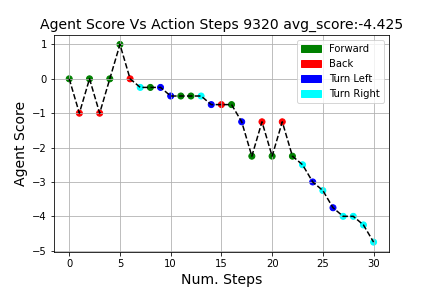 Agent Score Vs Action Steps 9320 avg_score:-4.425
Agent Score
1
0
−1
−2
−3
−4
−5
Forward
Back
Turn Left
Turn Right
0 5 10 15 20 25 30
Num. Steps